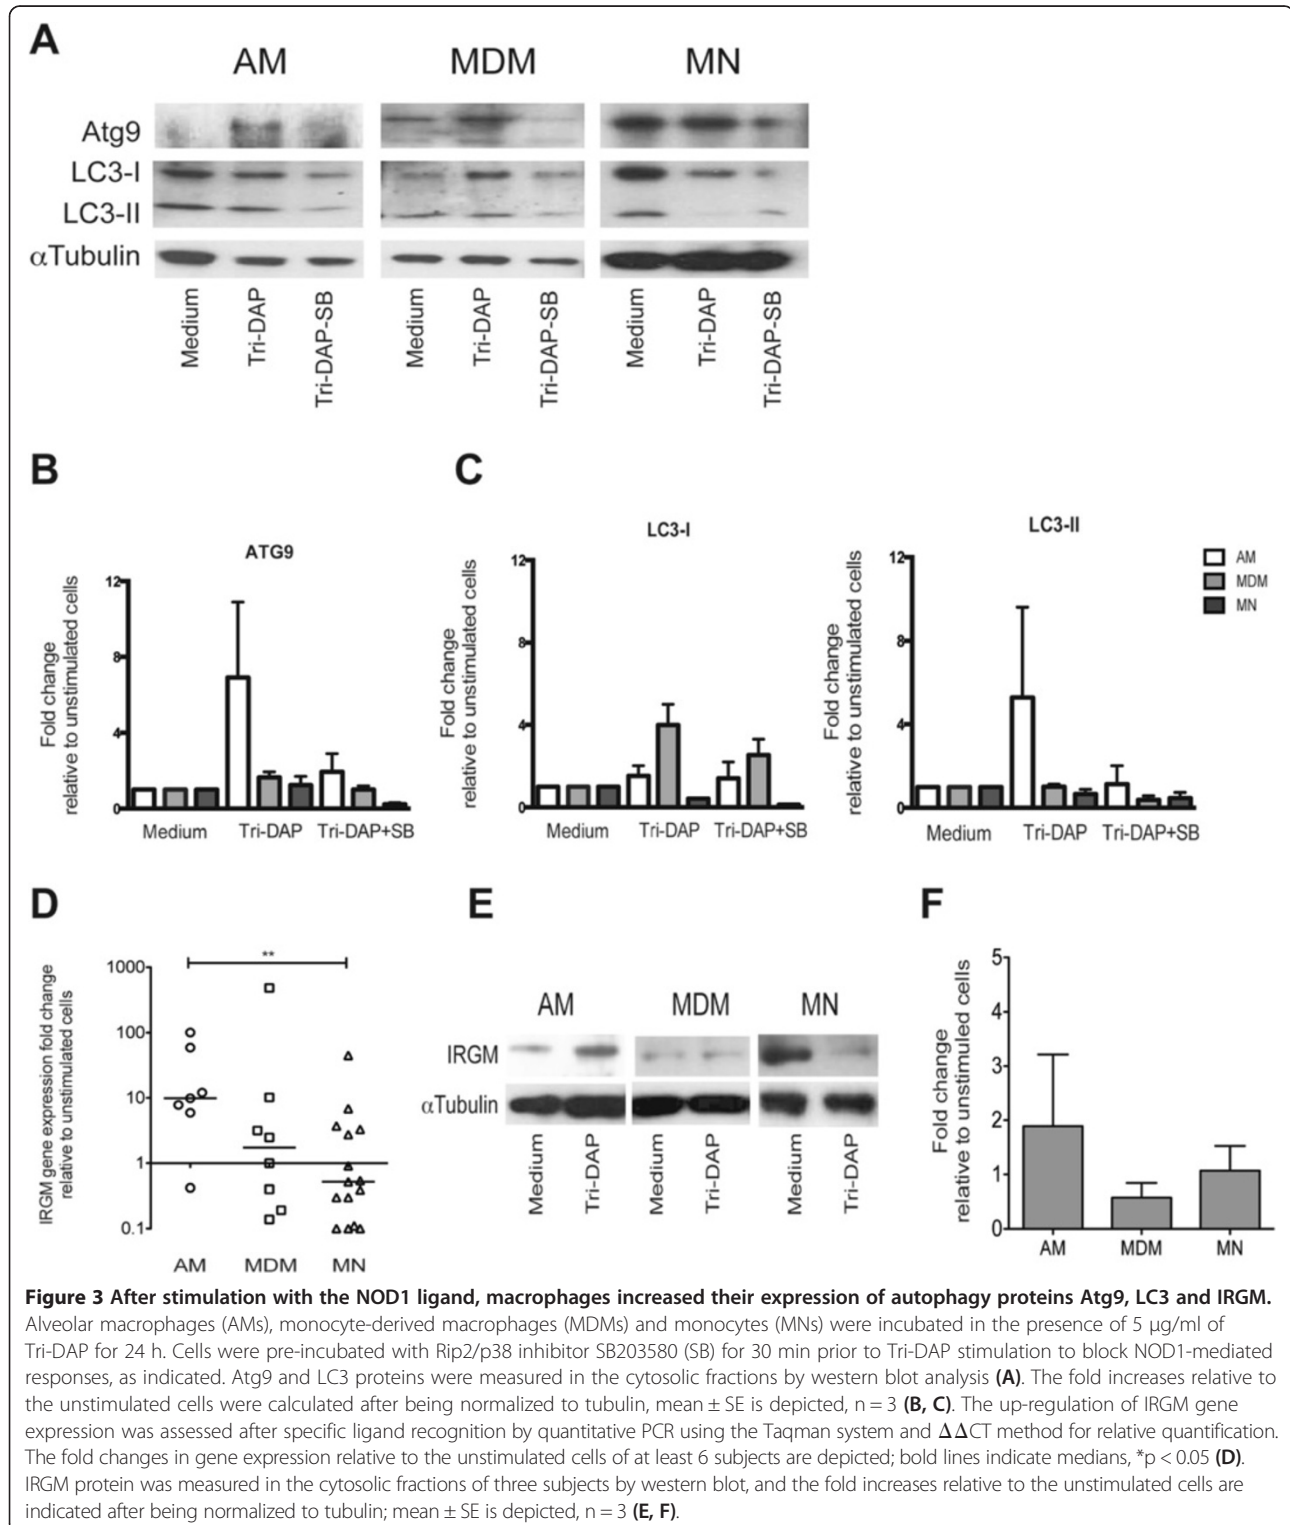 A
AM MDM MN
Atg9
LC3-I
LC3-II
αTubulin
Medium Tri-DAP Tri-DAP-SB Medium Tri-DAP Tri-DAP-SB Medium Tri-DAP Tri-DAP-SB
B
ATG9
Fold change
relative to unstimulated cells
12
8
4
0
Medium Tri-DAP Tri-DAP+SB
C
LC3-I
Fold change
relative to unstimulated cells
12
8
4
0
Medium Tri-DAP Tri-DAP+SB
LC3-II
Fold change
relative to unstimulated cells
12
8
4
0
Medium Tri-DAP Tri-DAP+SB
AM
MDM
MN
D
IRGM gene expression fold change
relative to unstimulated cells
**
1000
100
10
1
0.1
AM MDM MN
E
AM MDM MN
IRGM
αTubulin
Medium Tri-DAP Medium Tri-DAP Medium Tri-DAP
F
Fold change
relative to unstimuled cells
5
4
3
2
1
0
AM MDM MN
Figure 3 After stimulation with the NOD1 ligand, macrophages increased their expression of autophagy proteins Atg9, LC3 and IRGM.
Alveolar macrophages (AMs), monocyte-derived macrophages (MDMs) and monocytes (MNs) were incubated in the presence of 5 μg/ml of
Tri-DAP for 24 h. Cells were pre-incubated with Rip2/p38 inhibitor SB203580 (SB) for 30 min prior to Tri-DAP stimulation to block NOD1-mediated
responses, as indicated. Atg9 and LC3 proteins were measured in the cytosolic fractions by western blot analysis (A). The fold increases relative to
the unstimulated cells were calculated after being normalized to tubulin, mean ± SE is depicted, n = 3 (B, C). The up-regulation of IRGM gene
expression was assessed after specific ligand recognition by quantitative PCR using the Taqman system and ΔΔCT method for relative quantification.
The fold changes in gene expression relative to the unstimulated cells of at least 6 subjects are depicted; bold lines indicate medians, *p < 0.05 (D).
IRGM protein was measured in the cytosolic fractions of three subjects by western blot, and the fold increases relative to the unstimulated cells are
indicated after being normalized to tubulin; mean ± SE is depicted, n = 3 (E, F).